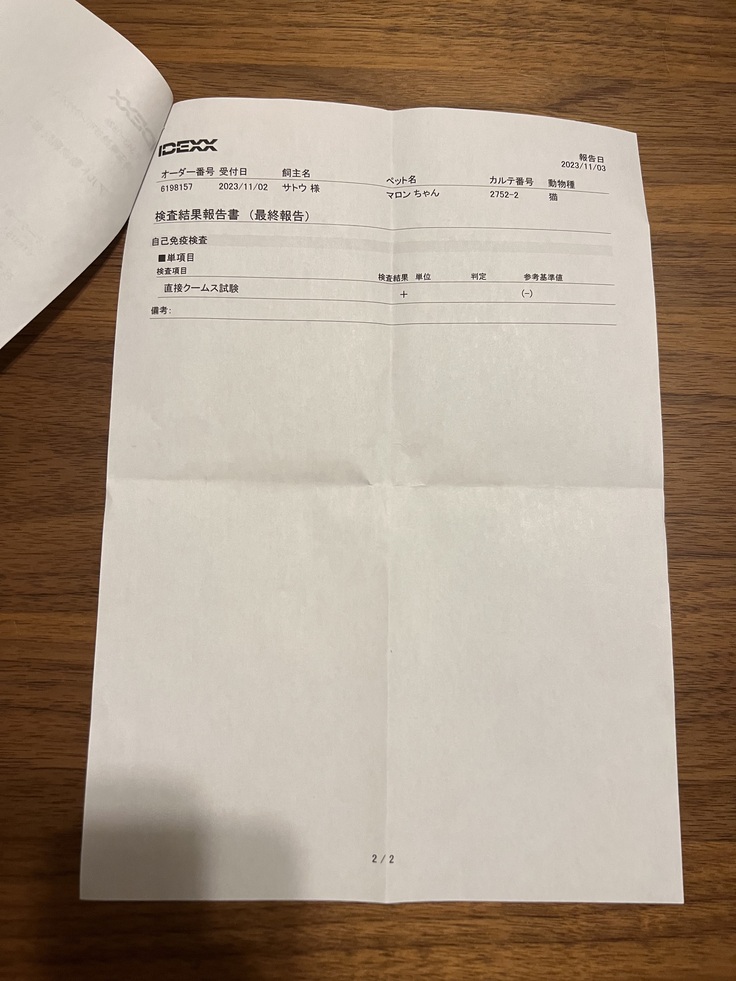 IDEXX
報告日
2023/11/03
オーダー番号 受付日 飼主名 ペット名 カルテ番号 動物種
6198157 2023/11/02 サトウ 様 マロン ちゃん 2752-2 猫
検査結果報告書 (最終報告)
自己免疫検査
■単項目
検査項目 検査結果 単位 判定 参考基準値
直接クームス試験 + (-)
備考:
2 / 2